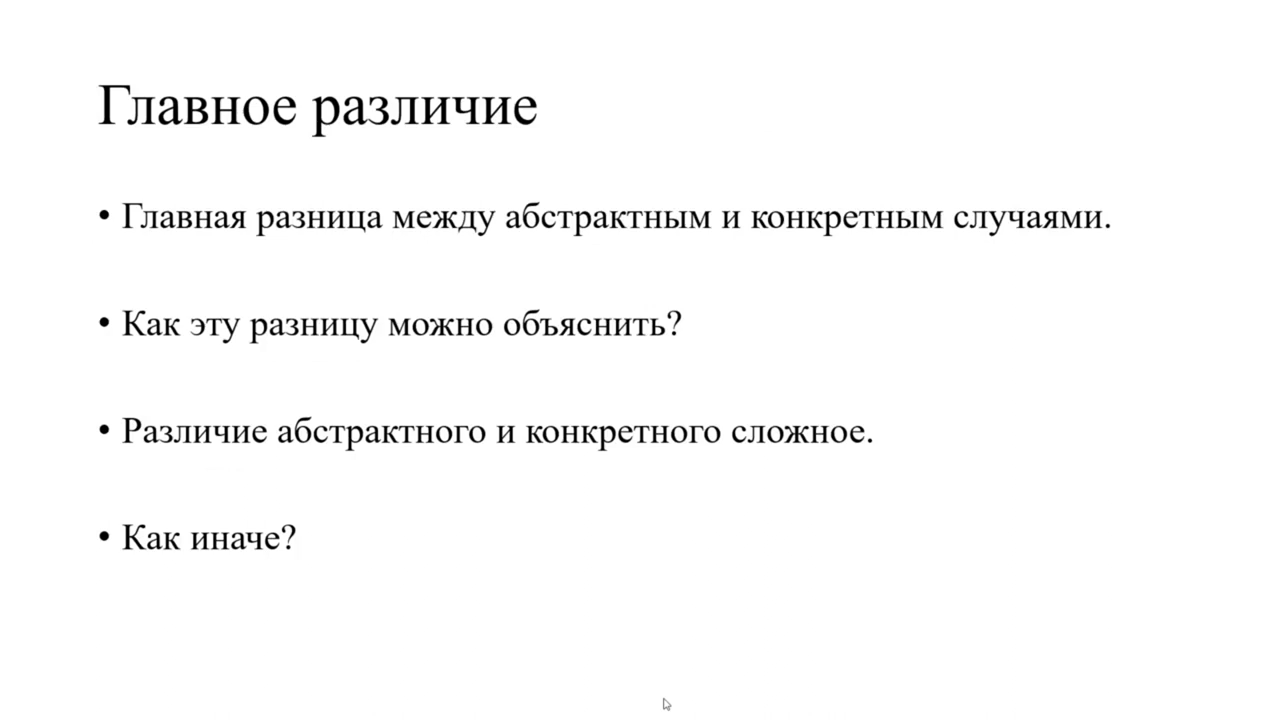 Главное различие
• Главная разница между абстрактным и конкретным случаями.
• Как эту разницу можно объяснить?
• Различие абстрактного и конкретного сложное.
• Как иначе?